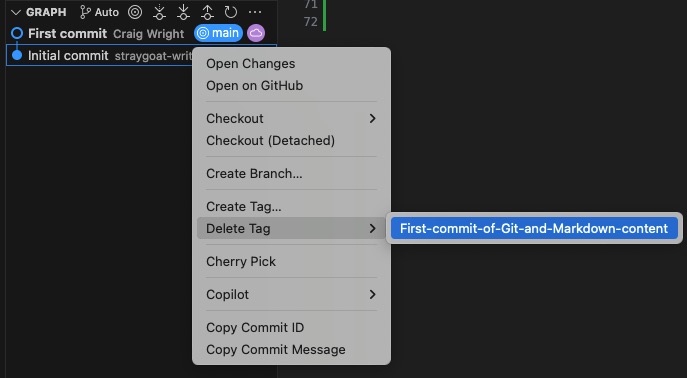 GRAPH Auto
71
72
First commit Craig Wright main
Initial commit straygoat-writ
Open Changes
Open on GitHub
Checkout
Checkout (Detached)
Create Branch...
Create Tag...
Delete Tag
First-commit-of-Git-and-Markdown-content
Cherry Pick
Copilot
Copy Commit ID
Copy Commit Message